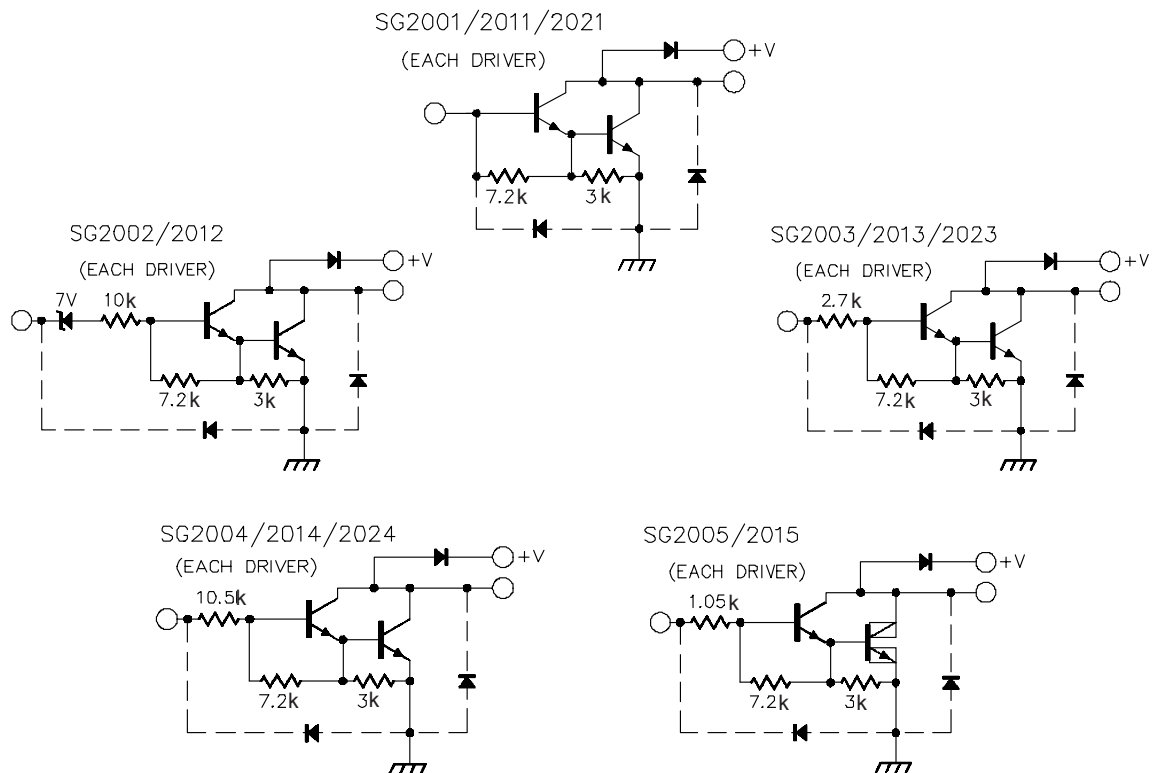 SG2001/2011/2021
(EACH DRIVER)
+V
7.2k
3k
SG2002/2012
(EACH DRIVER)
+V
7V
10k
7.2k
3k
SG2003/2013/2023
(EACH DRIVER)
+V
2.7k
7.2k
3k
SG2004/2014/2024
(EACH DRIVER)
+V
10.5k
7.2k
3k
SG2005/2015
(EACH DRIVER)
+V
1.05k
7.2k
3k